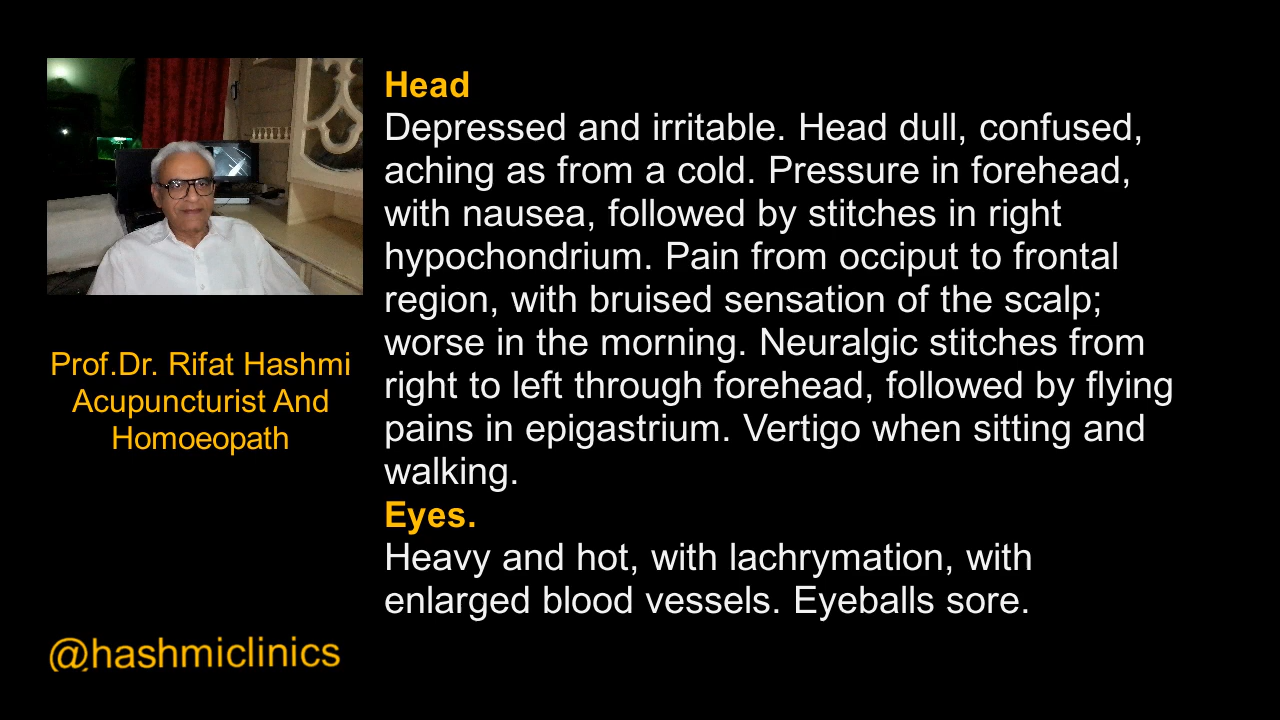 Head
Depressed and irritable. Head dull, confused,
aching as from a cold. Pressure in forehead,
with nausea, followed by stitches in right
hypochondrium. Pain from occiput to frontal
region, with bruised sensation of the scalp;
worse in the morning. Neuralgic stitches from
right to left through forehead, followed by flying
pains in epigastrium. Vertigo when sitting and
walking.
Eyes.
Heavy and hot, with lachrymation, with
enlarged blood vessels. Eyeballs sore.
Prof.Dr. Rifat Hashmi
Acupuncturist And
Homoeopath
@hashmiclinics